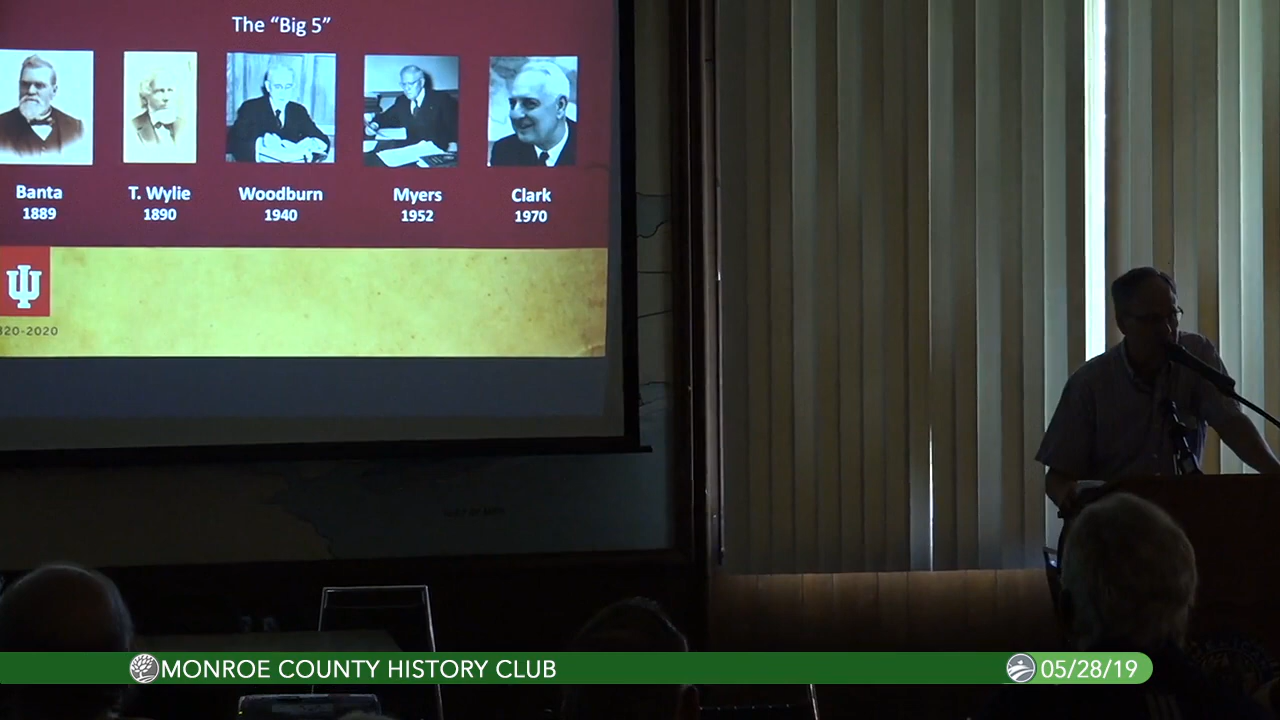 The “Big 5”
Banta
1889
T. Wylie
1890
Woodburn
1940
Myers
1952
Clark
1970
320-2020
MONROE COUNTY HISTORY CLUB
05/28/19